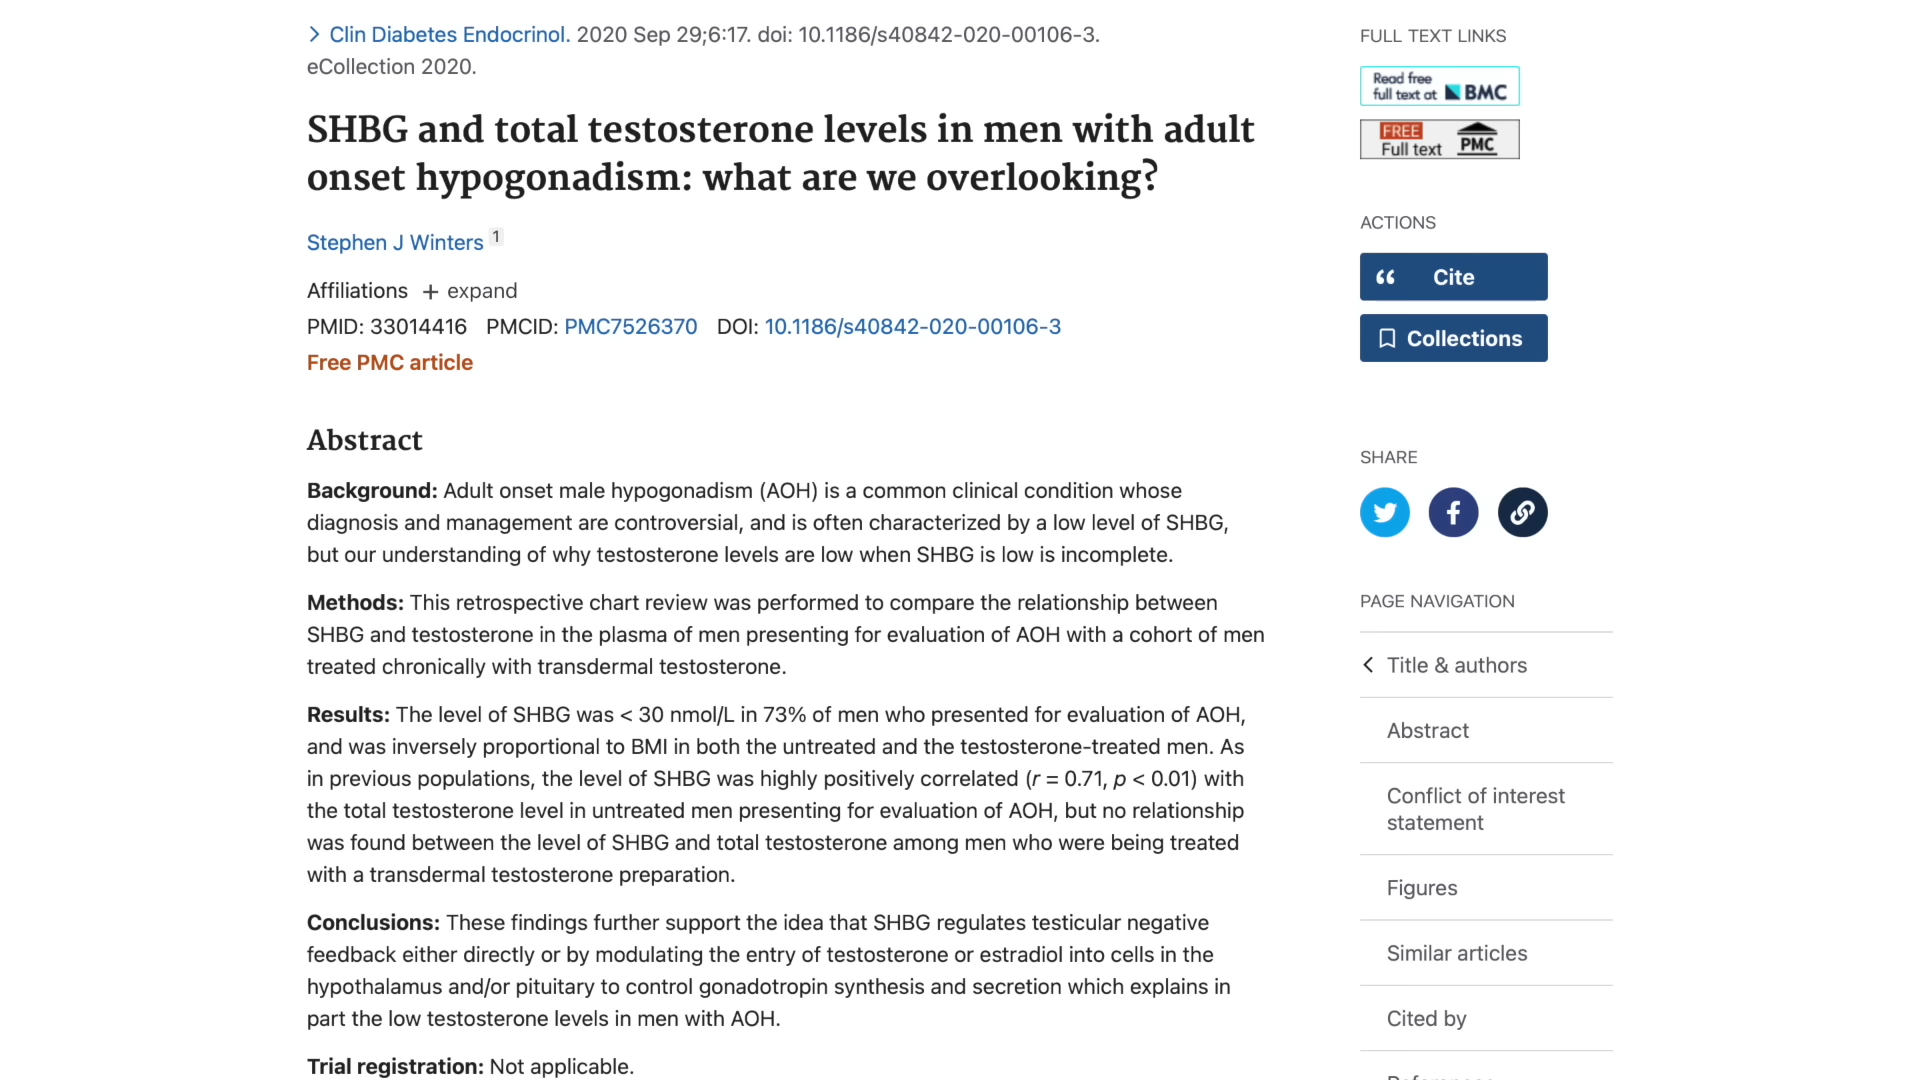 Clin Diabetes Endocrinol. 2020 Sep 29;6:17. doi: 10.1186/s40842-020-00106-3.
eCollection 2020.
SHBG and total testosterone levels in men with adult
onset hypogonadism: what are we overlooking?
Stephen J Winters 1
Affiliations + expand
PMID: 33014416 PMCID: PMC7526370 DOI: 10.1186/s40842-020-00106-3
Free PMC article
Abstract
Background: Adult onset male hypogonadism (AOH) is a common clinical condition whose
diagnosis and management are controversial, and is often characterized by a low level of SHBG,
but our understanding of why testosterone levels are low when SHBG is low is incomplete.
Methods: This retrospective chart review was performed to compare the relationship between
SHBG and testosterone in the plasma of men presenting for evaluation of AOH with a cohort of men
treated chronically with transdermal testosterone.
Results: The level of SHBG was < 30 nmol/L in 73% of men who presented for evaluation of AOH,
and was inversely proportional to BMI in both the untreated and the testosterone-treated men. As
in previous populations, the level of SHBG was highly positively correlated (r = 0.71, p < 0.01) with
the total testosterone level in untreated men presenting for evaluation of AOH, but no relationship
was found between the level of SHBG and total testosterone among men who were being treated
with a transdermal testosterone preparation.
Conclusions: These findings further support the idea that SHBG regulates testicular negative
feedback either directly or by modulating the entry of testosterone or estradiol into cells in the
hypothalamus and/or pituitary to control gonadotropin synthesis and secretion which explains in
part the low testosterone levels in men with AOH.
Trial registration: Not applicable.
FULL TEXT LINKS
Read free
full text at BMC
FREE
Full text PMC
ACTIONS
Cite
Collections
SHARE
PAGE NAVIGATION
Title & authors
Abstract
Conflict of interest
statement
Figures
Similar articles
Cited by